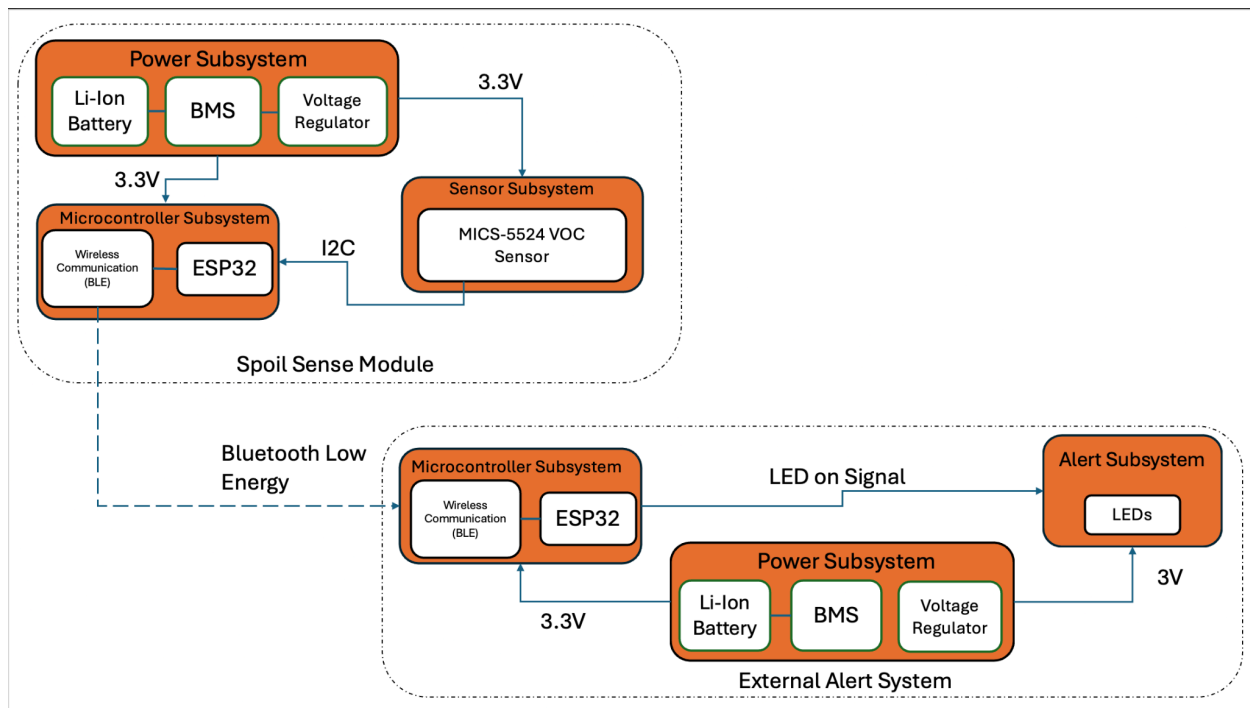 Power Subsystem
Li-Ion
Battery
BMS
Voltage
Regulator
3.3V
3.3V
Sensor Subsystem
MICS-5524 VOC
Sensor
Microcontroller Subsystem
Wireless
Communication
(BLE)
ESP32
I2C
Spoil Sense Module
Bluetooth Low
Energy
Microcontroller Subsystem
Wireless
Communication
(BLE)
ESP32
LED on Signal
Alert Subsystem
LEDs
Power Subsystem
Li-Ion
Battery
BMS
Voltage
Regulator
3.3V
3V
External Alert System